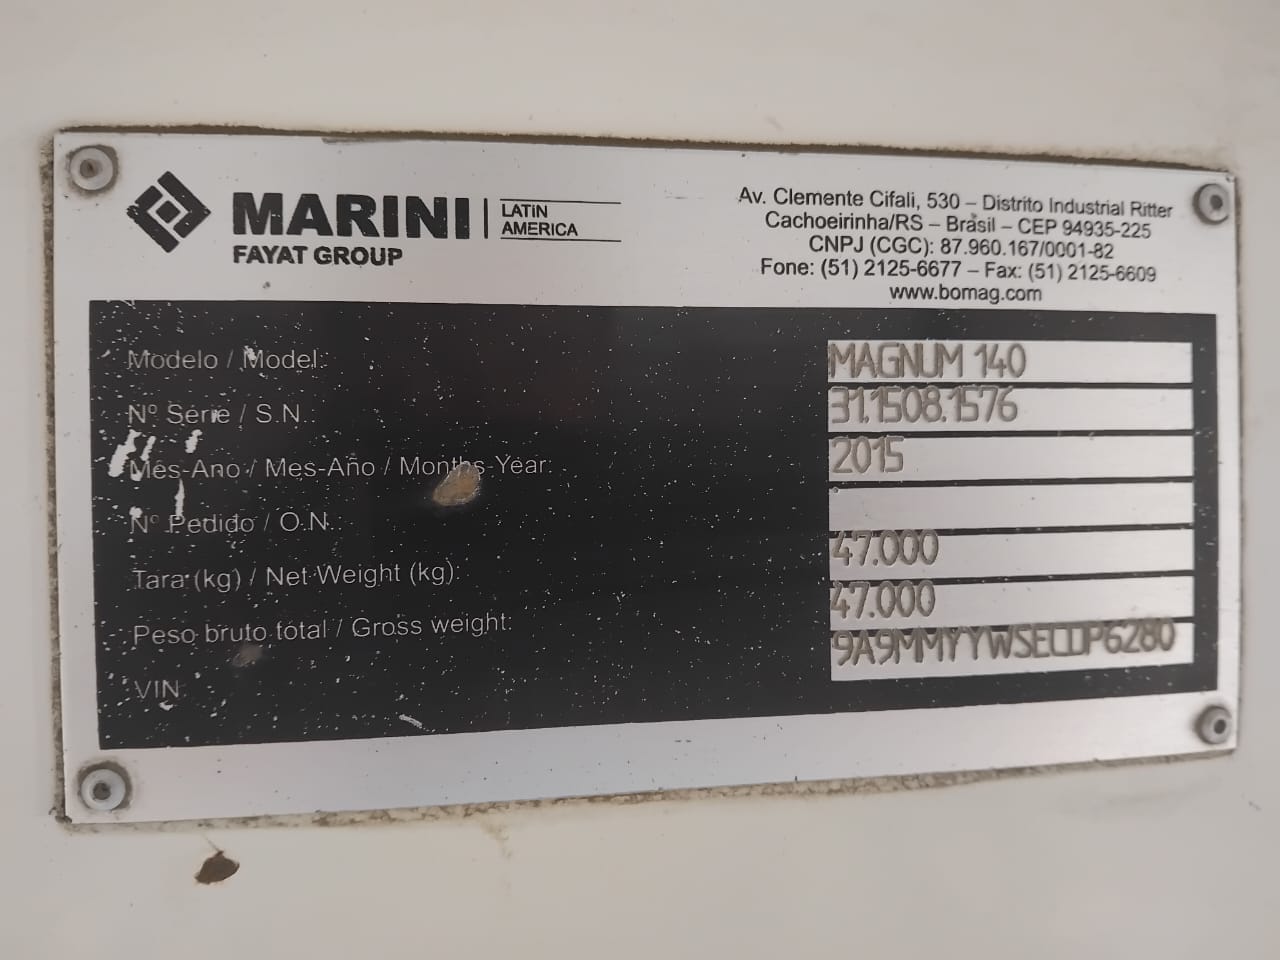 MARINI
LATIN AMERICA
FAYAT GROUP
Av. Clemente Cifali, 530 – Distrito Industrial Ritter
Cachoeirinha/RS – Brasil – CEP 94935-225
CNPJ (CGC): 87.960.167/0001-82
Fone: (51) 2125-6677 – Fax: (51) 2125-6609
www.bomag.com
Modelo / Model: MAGNUM 140
Nº Série / S.N.: 31.1508.1576
Mês-Ano / Mes-Año / Months-Year: 2015
Nº Pedido / O.N.:
Tara (kg) / Net Weight (kg): 47.000
Peso bruto total / Gross weight: 47.000
VIN: 9A9MMYYWSECDP6280